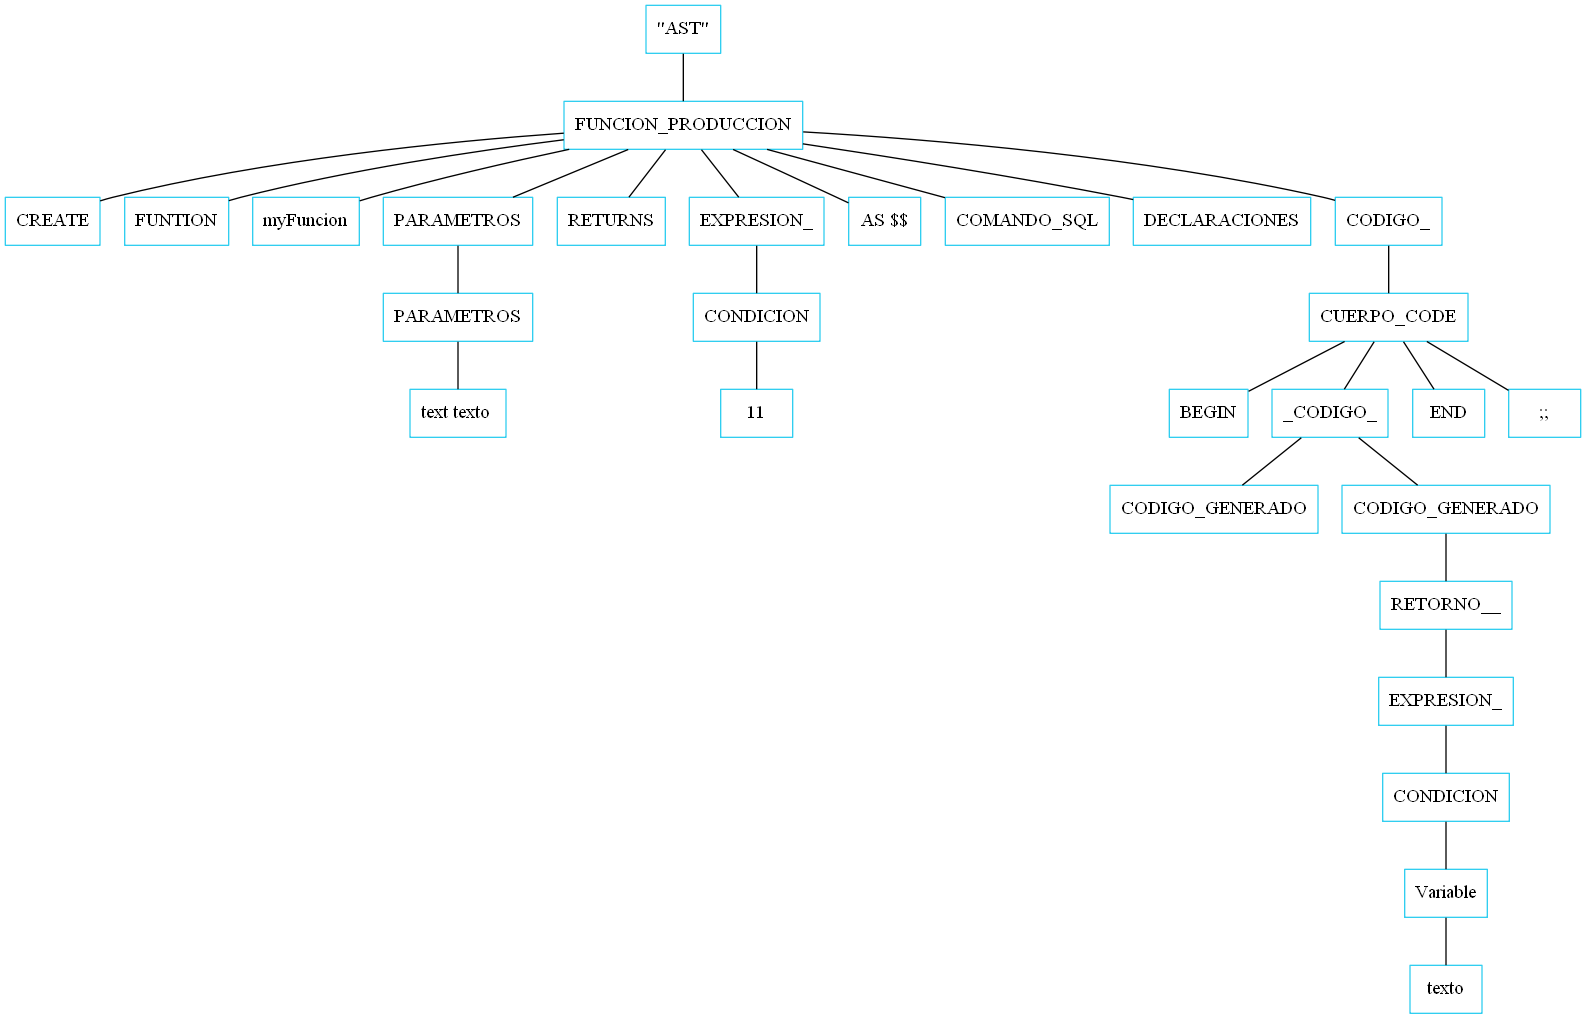 "AST"
FUNCION_PRODUCCION
CREATE
FUNTION
myFuncion
PARAMETROS
RETURNS
EXPRESION_
AS $$
COMANDO_SQL
DECLARACIONES
CODIGO_
PARAMETROS
CONDICION
CUERPO_CODE
text texto
11
BEGIN
_CODIGO_
END
;;
CODIGO_GENERADO
CODIGO_GENERADO
RETORNO__
EXPRESION_
CONDICION
Variable
texto